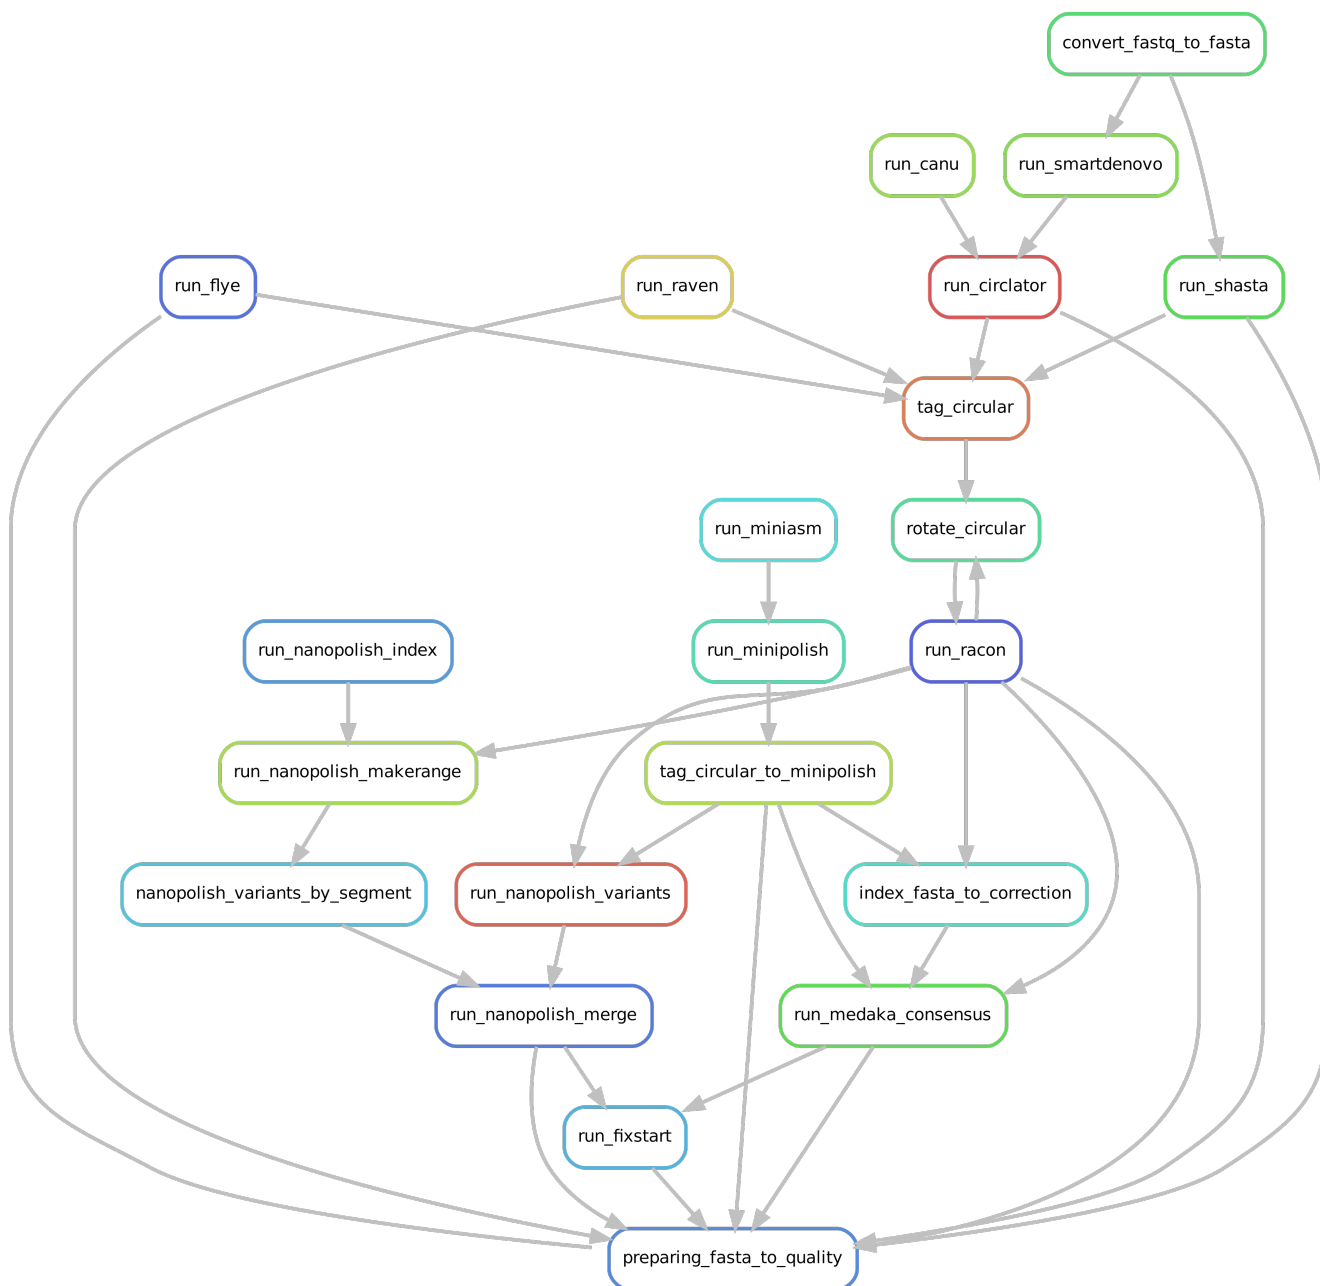 convert_fastq_to_fasta
run_canu
run_smartdenovo
run_flye
run_raven
run_circlator
run_shasta
tag_circular
run_miniasm
rotate_circular
run_nanopolish_index
run_minipolish
run_racon
run_nanopolish_makerange
tag_circular_to_minipolish
nanopolish_variants_by_segment
run_nanopolish_variants
index_fasta_to_correction
run_nanopolish_merge
run_medaka_consensus
run_fixstart
preparing_fasta_to_quality